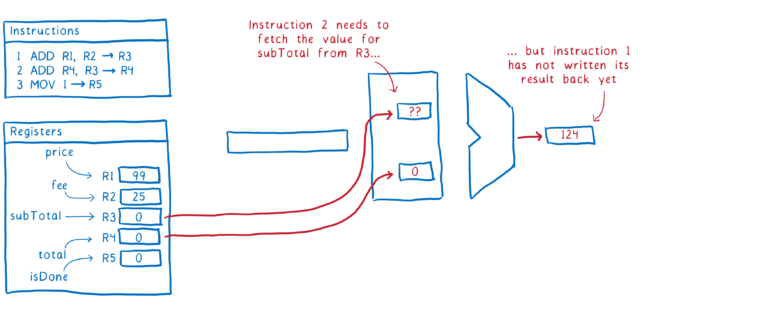 Instructions
1 ADD R1, R2 → R3
2 ADD R4, R3 → R4
3 MOV 1 → R5
Registers
price
R1 99
fee
R2 25
subTotal
R3 0
R4 0
total
R5 0
isDone
Instruction 2 needs to
fetch the value for
subTotal from R3...
??
0
... but instruction 1
has not written its
result back yet
124